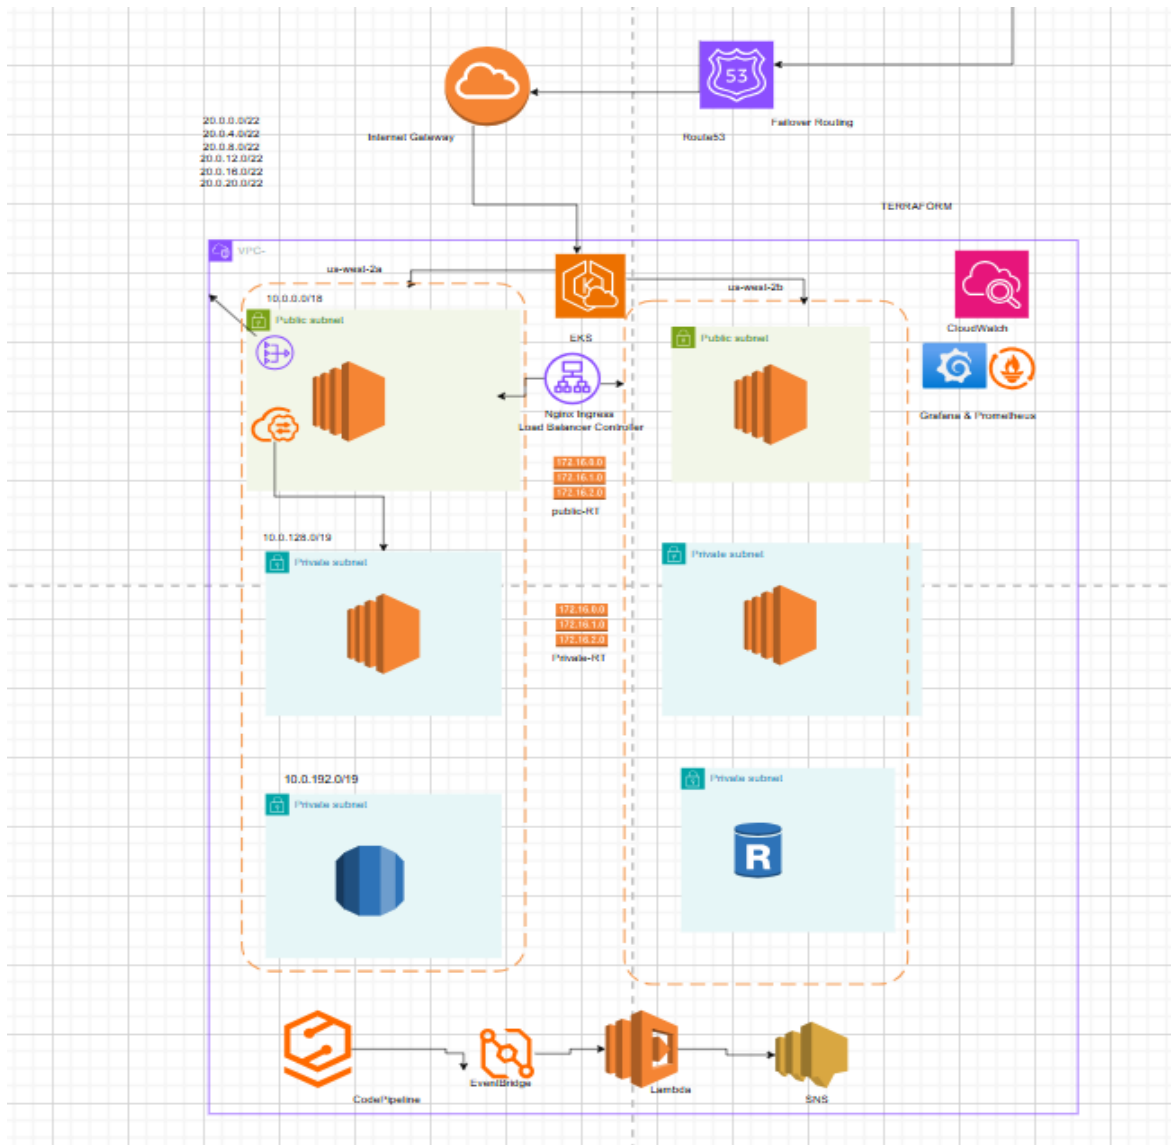 53
Failover Routing
Internet Gateway
Route53
20.0.0.0/22
20.0.4.0/22
20.0.8.0/22
20.0.12.0/22
20.0.16.0/22
20.0.20.0/22
TERRAFORM
VPC-
us-west-2a
us-west-2b
10.0.0.0/18
Public subnet
EKS
Public subnet
CloudWatch
Nginx Ingress
Load Balancer Controller
Grafana & Prometheus
172.16.0.0
172.16.1.0
172.16.2.0
public-RT
10.0.128.0/19
Private subnet
Private subnet
172.16.0.0
172.16.1.0
172.16.2.0
Private-RT
10.0.192.0/19
Private subnet
Private subnet
R
CodePipeline
EventBridge
Lambda
SNS